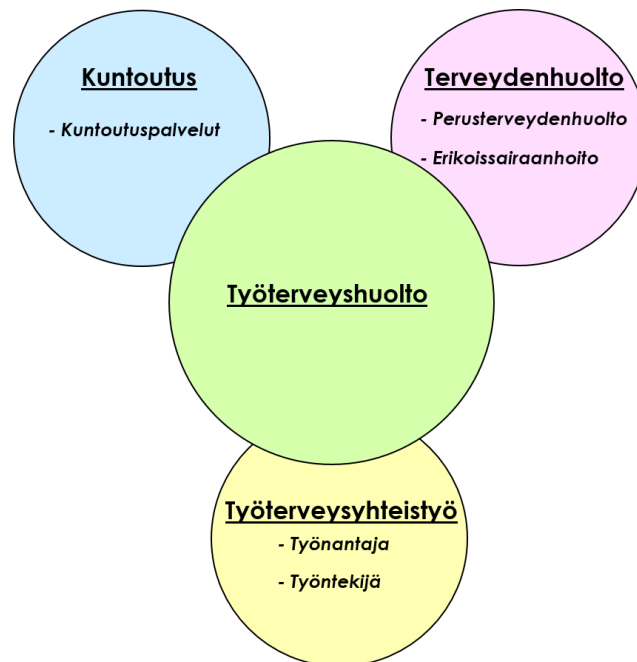 Kuntoutus
- Kuntoutuspalvelut
Terveydenhuolto
- Perusterveydenhuolto
- Erikoissairaanhoito
Työterveyshuolto
Työterveysyhteistyö
- Työnantaja
- Työntekijä